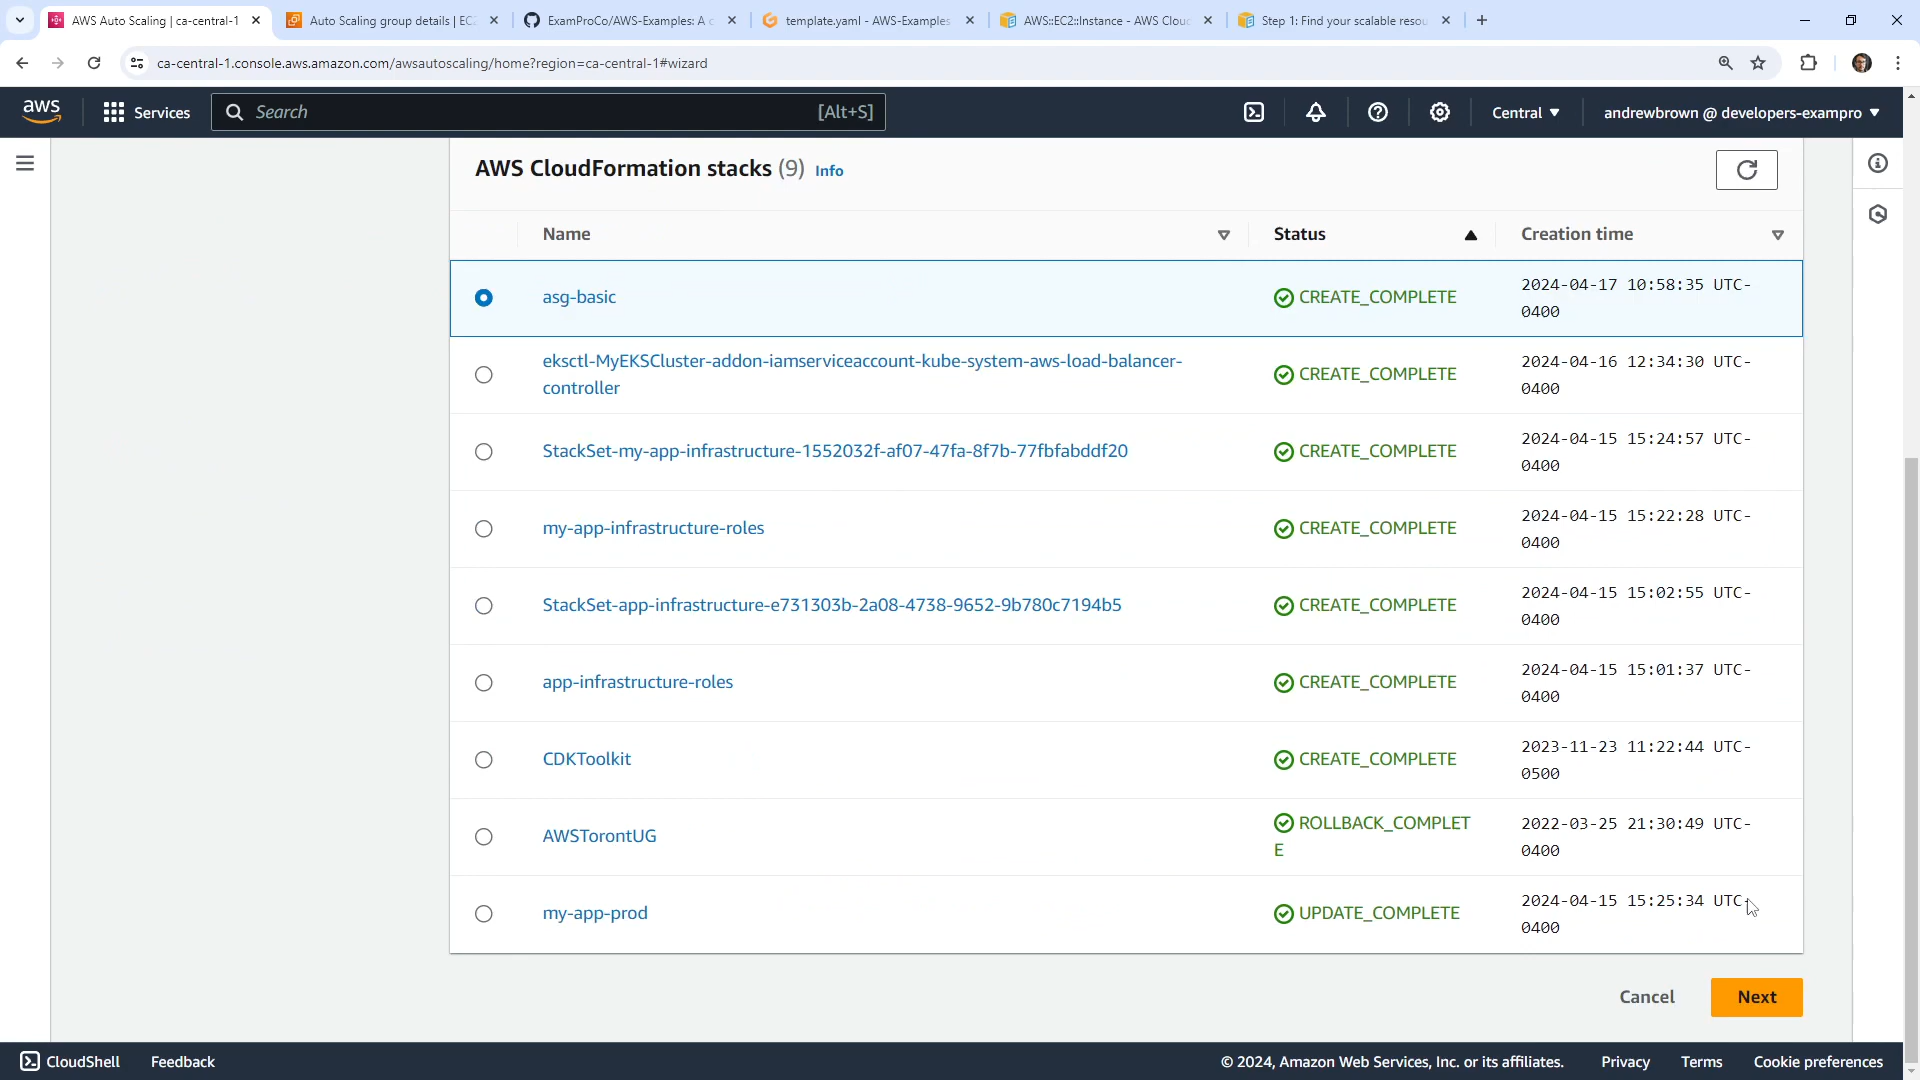 AWS Auto Scaling | ca-central-1
Auto Scaling group details | EC2
ExamProCo/AWS-Examples: A c
template.yaml - AWS-Examples
AWS::EC2::Instance - AWS Clou
Step 1: Find your scalable resou
ca-central-1.console.aws.amazon.com/awsautoscaling/home?region=ca-central-1#wizard
aws
Services
Search
[Alt+S]
Central
andrewbrown @ developers-exampro
AWS CloudFormation stacks (9) Info
Name
Status
Creation time
asg-basic
CREATE_COMPLETE
2024-04-17 10:58:35 UTC-
0400
eksctl-MyEKSCluster-addon-iamserviceaccount-kube-system-aws-load-balancer-
controller
CREATE_COMPLETE
2024-04-16 12:34:30 UTC-
0400
StackSet-my-app-infrastructure-1552032f-af07-47fa-8f7b-77fbfabddf20
CREATE_COMPLETE
2024-04-15 15:24:57 UTC-
0400
my-app-infrastructure-roles
CREATE_COMPLETE
2024-04-15 15:22:28 UTC-
0400
StackSet-app-infrastructure-e731303b-2a08-4738-9652-9b780c7194b5
CREATE_COMPLETE
2024-04-15 15:02:55 UTC-
0400
app-infrastructure-roles
CREATE_COMPLETE
2024-04-15 15:01:37 UTC-
0400
CDKToolkit
CREATE_COMPLETE
2023-11-23 11:22:44 UTC-
0500
AWSTorontUG
ROLLBACK_COMPLET
E
2022-03-25 21:30:49 UTC-
0400
my-app-prod
UPDATE_COMPLETE
2024-04-15 15:25:34 UTC-
0400
Cancel
Next
CloudShell
Feedback
© 2024, Amazon Web Services, Inc. or its affiliates.
Privacy
Terms
Cookie preferences